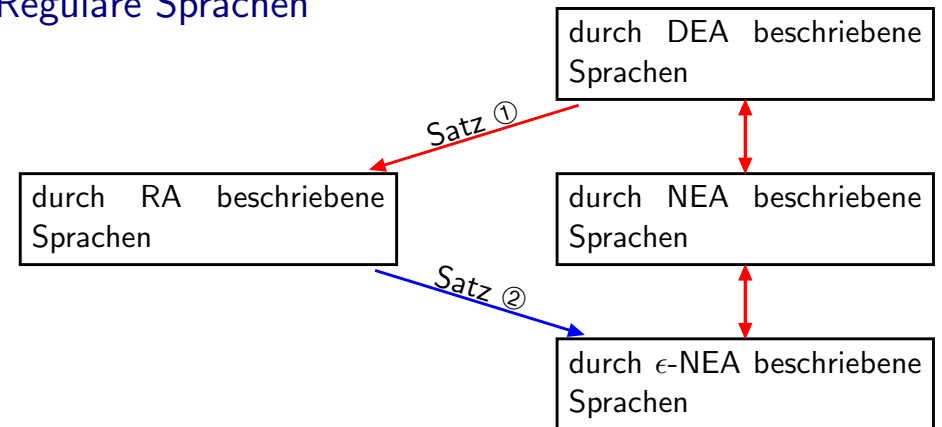 Reguläre Sprachen
durch DEA beschriebene
Sprachen
Satz ①
durch RA beschriebene
Sprachen
durch NEA beschriebene
Sprachen
Satz ②
durch ϵ-NEA beschriebene
Sprachen